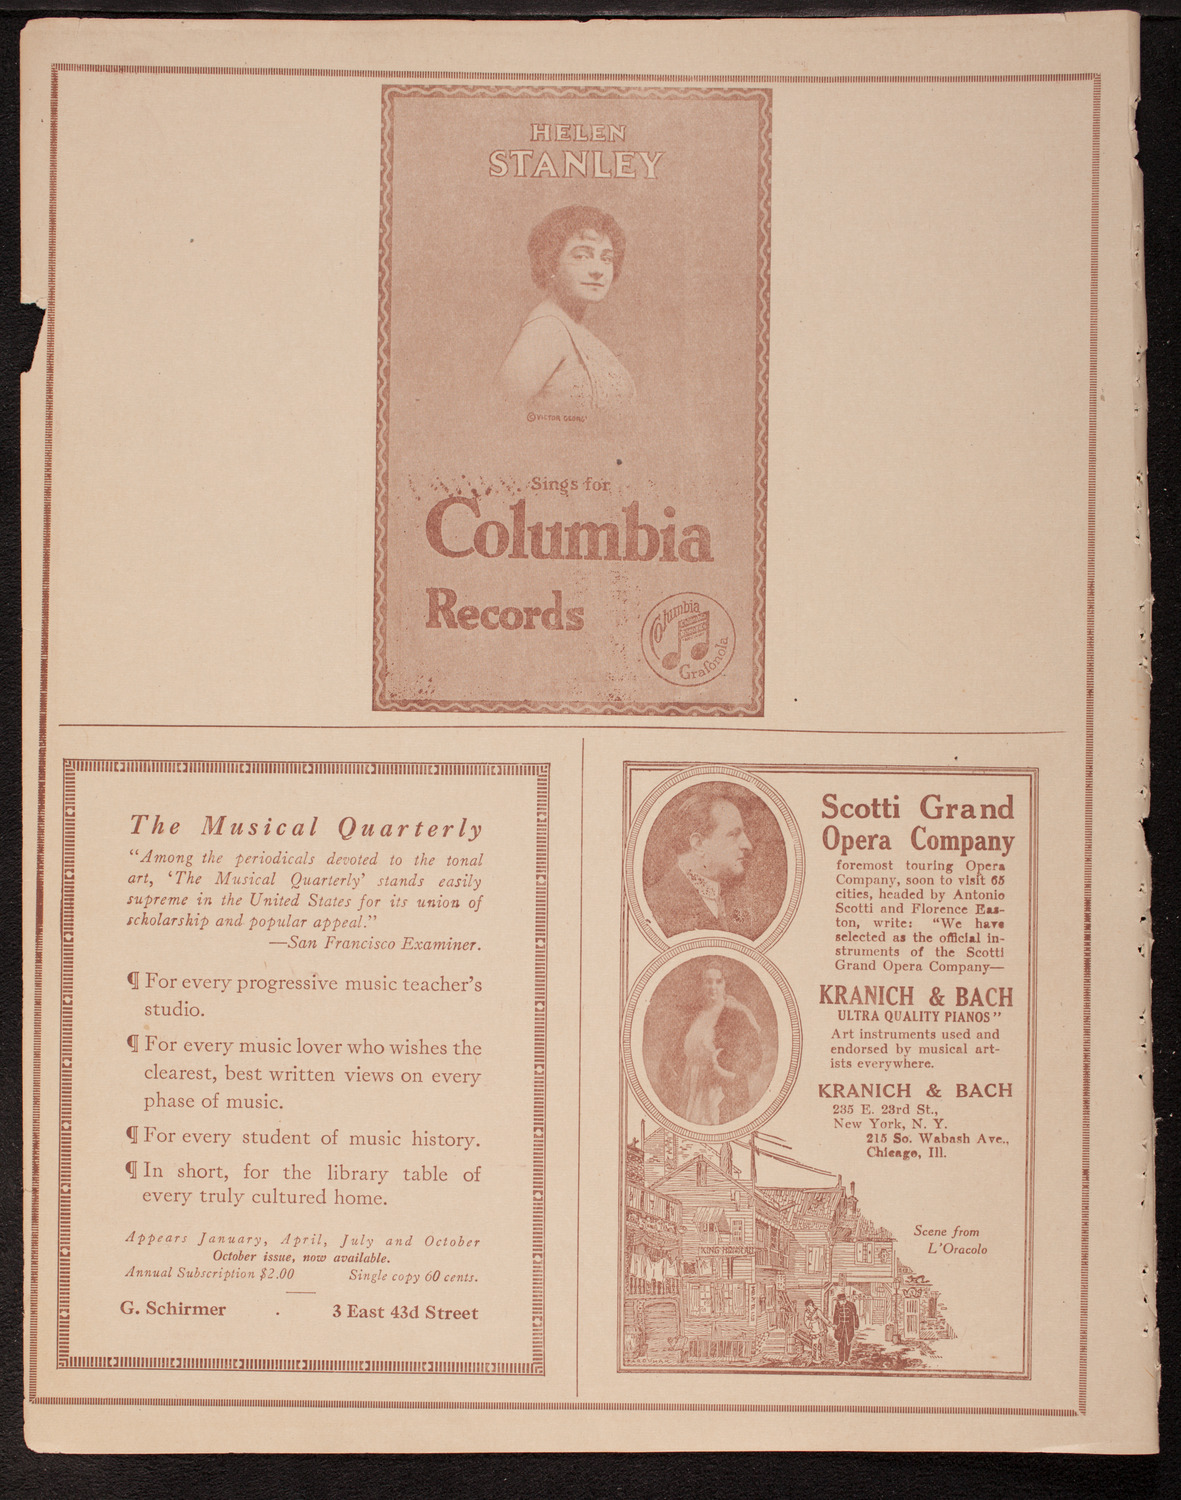 HELEN
STANLEY
© VICTOR GEORG
Sings for
Columbia
Records
Columbia
Grafonola
The Musical Quarterly
“Among the periodicals devoted to the tonal
art, ‘The Musical Quarterly’ stands easily
supreme in the United States for its union of
scholarship and popular appeal.”
—San Francisco Examiner.
¶ For every progressive music teacher’s
studio.
¶ For every music lover who wishes the
clearest, best written views on every
phase of music.
¶ For every student of music history.
¶ In short, for the library table of
every truly cultured home.
Appears January, April, July and October
October issue, now available.
Annual Subscription $2.00 Single copy 60 cents.
G. Schirmer . 3 East 43d Street
Scotti Grand
Opera Company
foremost touring Opera
Company, soon to visit 65
cities, headed by Antonio
Scotti and Florence Eas-
ton, write: “We have
selected as the official in-
struments of the Scotti
Grand Opera Company—
KRANICH & BACH
ULTRA QUALITY PIANOS”
Art instruments used and
endorsed by musical art-
ists everywhere.
KRANICH & BACH
235 E. 23rd St.,
New York, N. Y.
215 So. Wabash Ave.,
Chicago, Ill.
Scene from
L’Oracolo